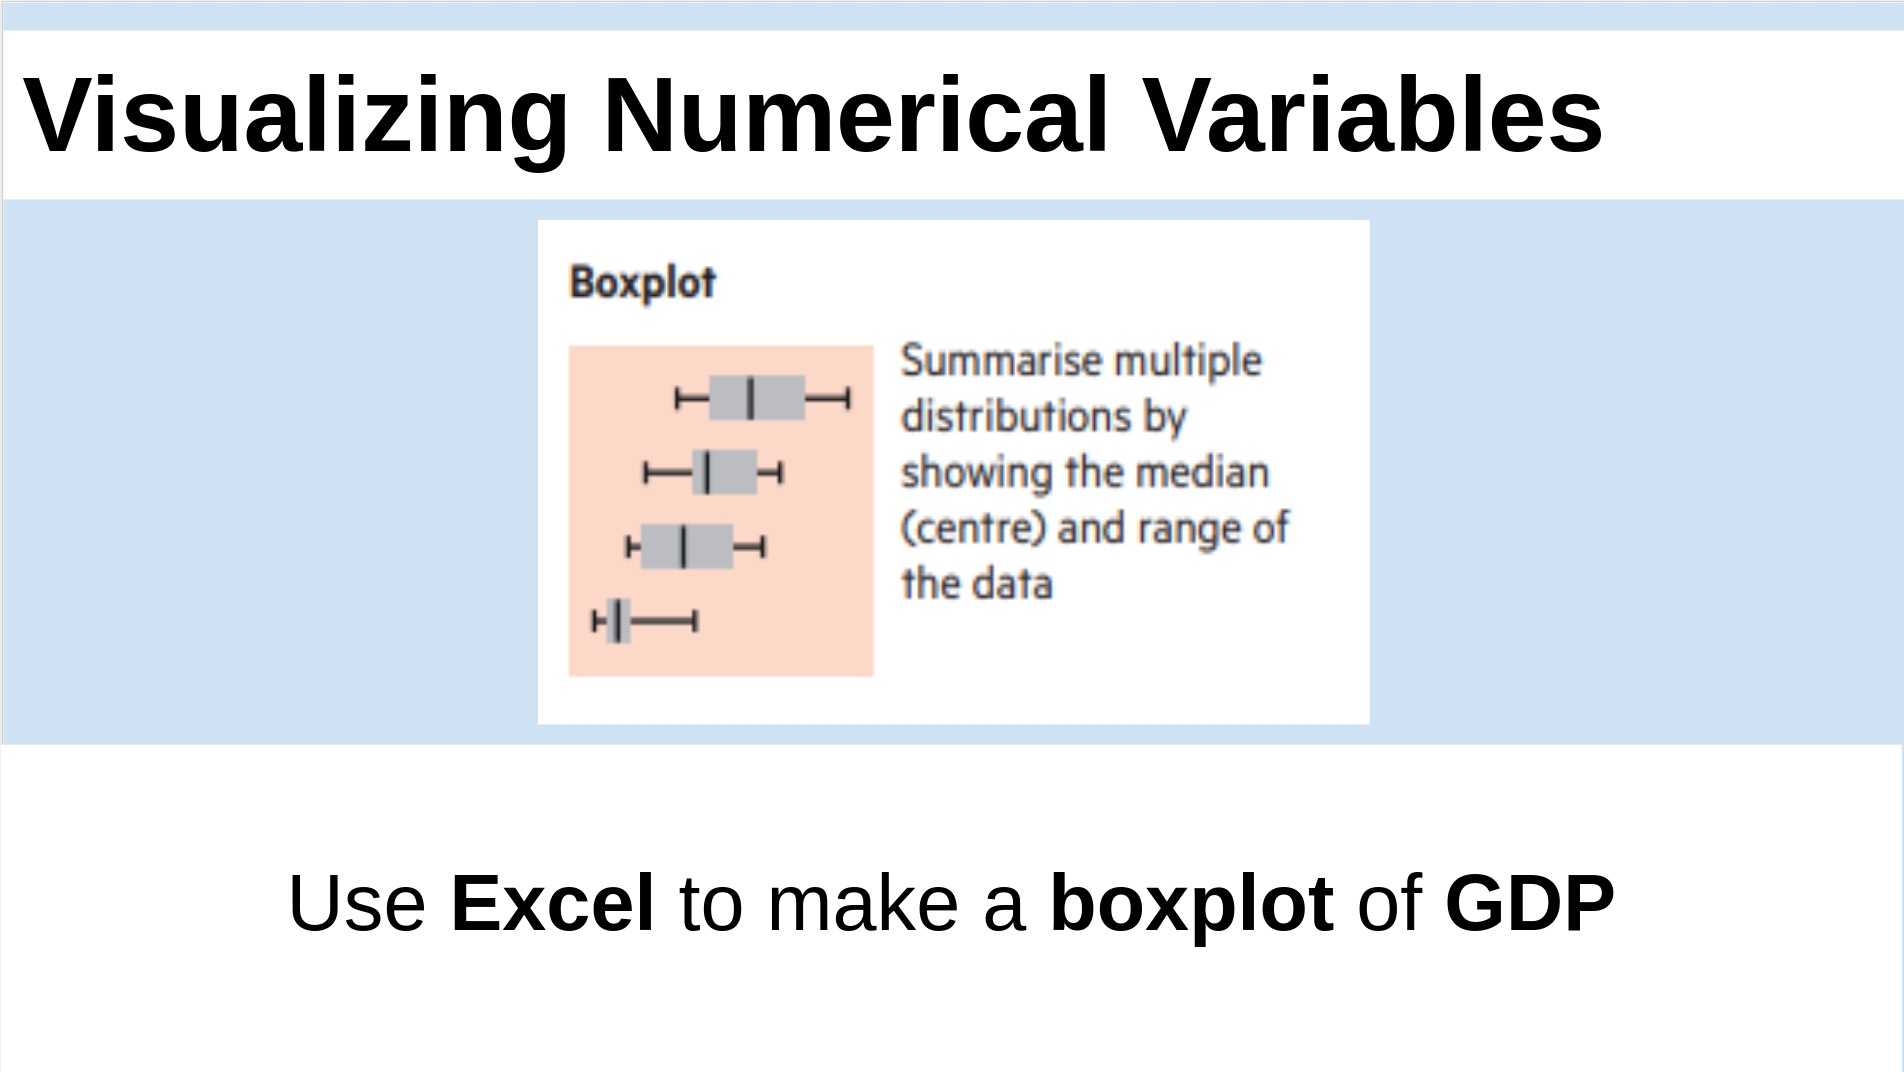 Visualizing Numerical Variables
Boxplot
Summarise multiple
distributions by
showing the median
(centre) and range of
the data
Use Excel to make a boxplot of GDP